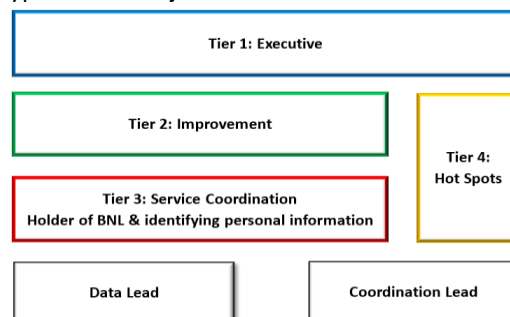 Tier 1: Executive
Tier 2: Improvement
Tier 4:
Hot Spots
Tier 3: Service Coordination
Holder of BNL & identifying personal information
Data Lead
Coordination Lead